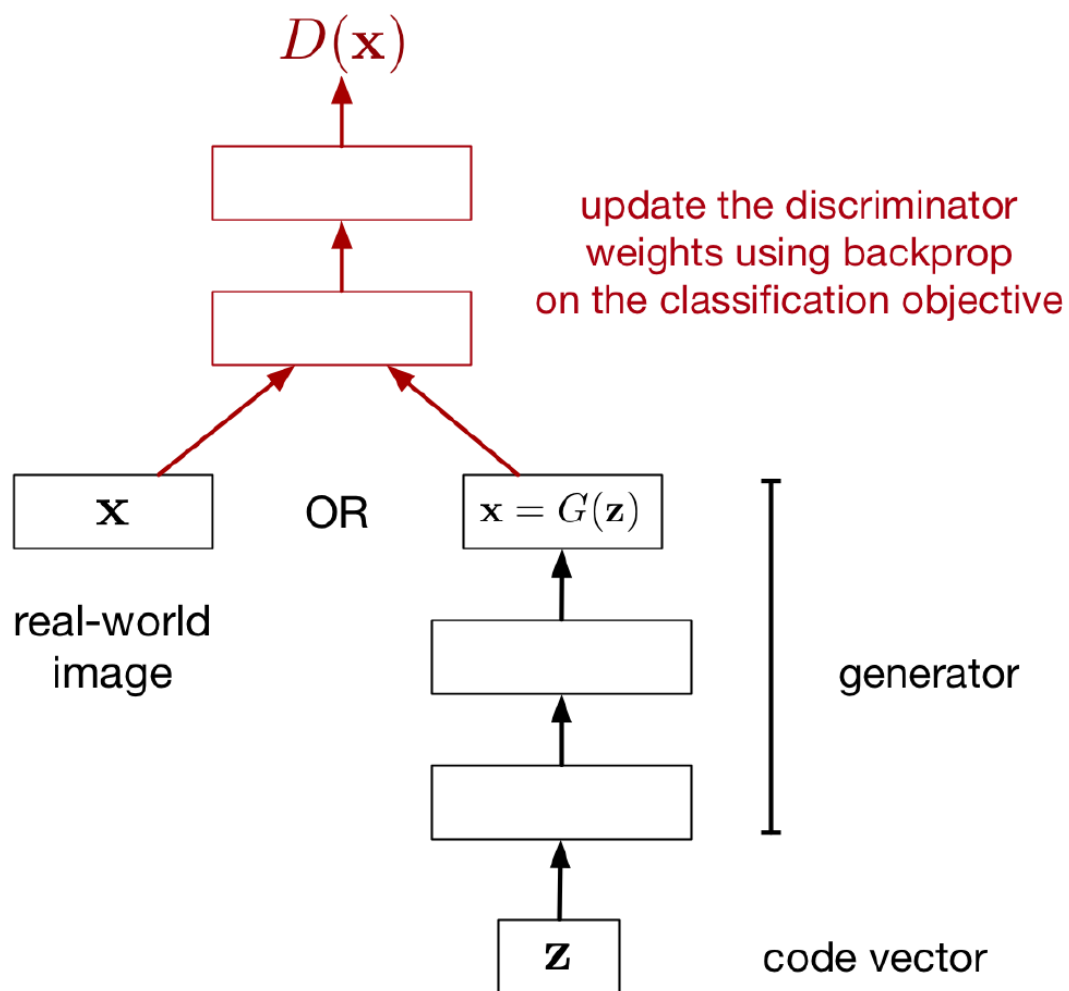 D(x)
update the discriminator
weights using backprop
on the classification objective
x
OR
x = G(z)
real-world
image
generator
z
code vector